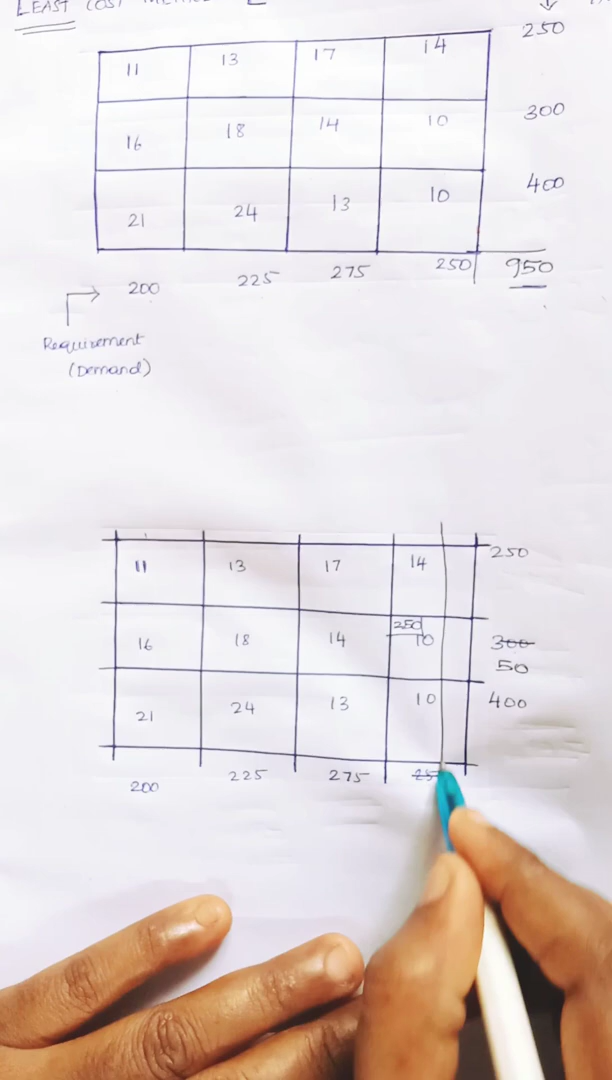 LEAST COST
250
11 13 17 14
300
16 18 14 10
400
21 24 13 10
200 225 275 250 950
Requirement
(Demand)
11 13 17 14 250
250
16 18 14 10 300
50
21 24 13 10 400
200 225 275